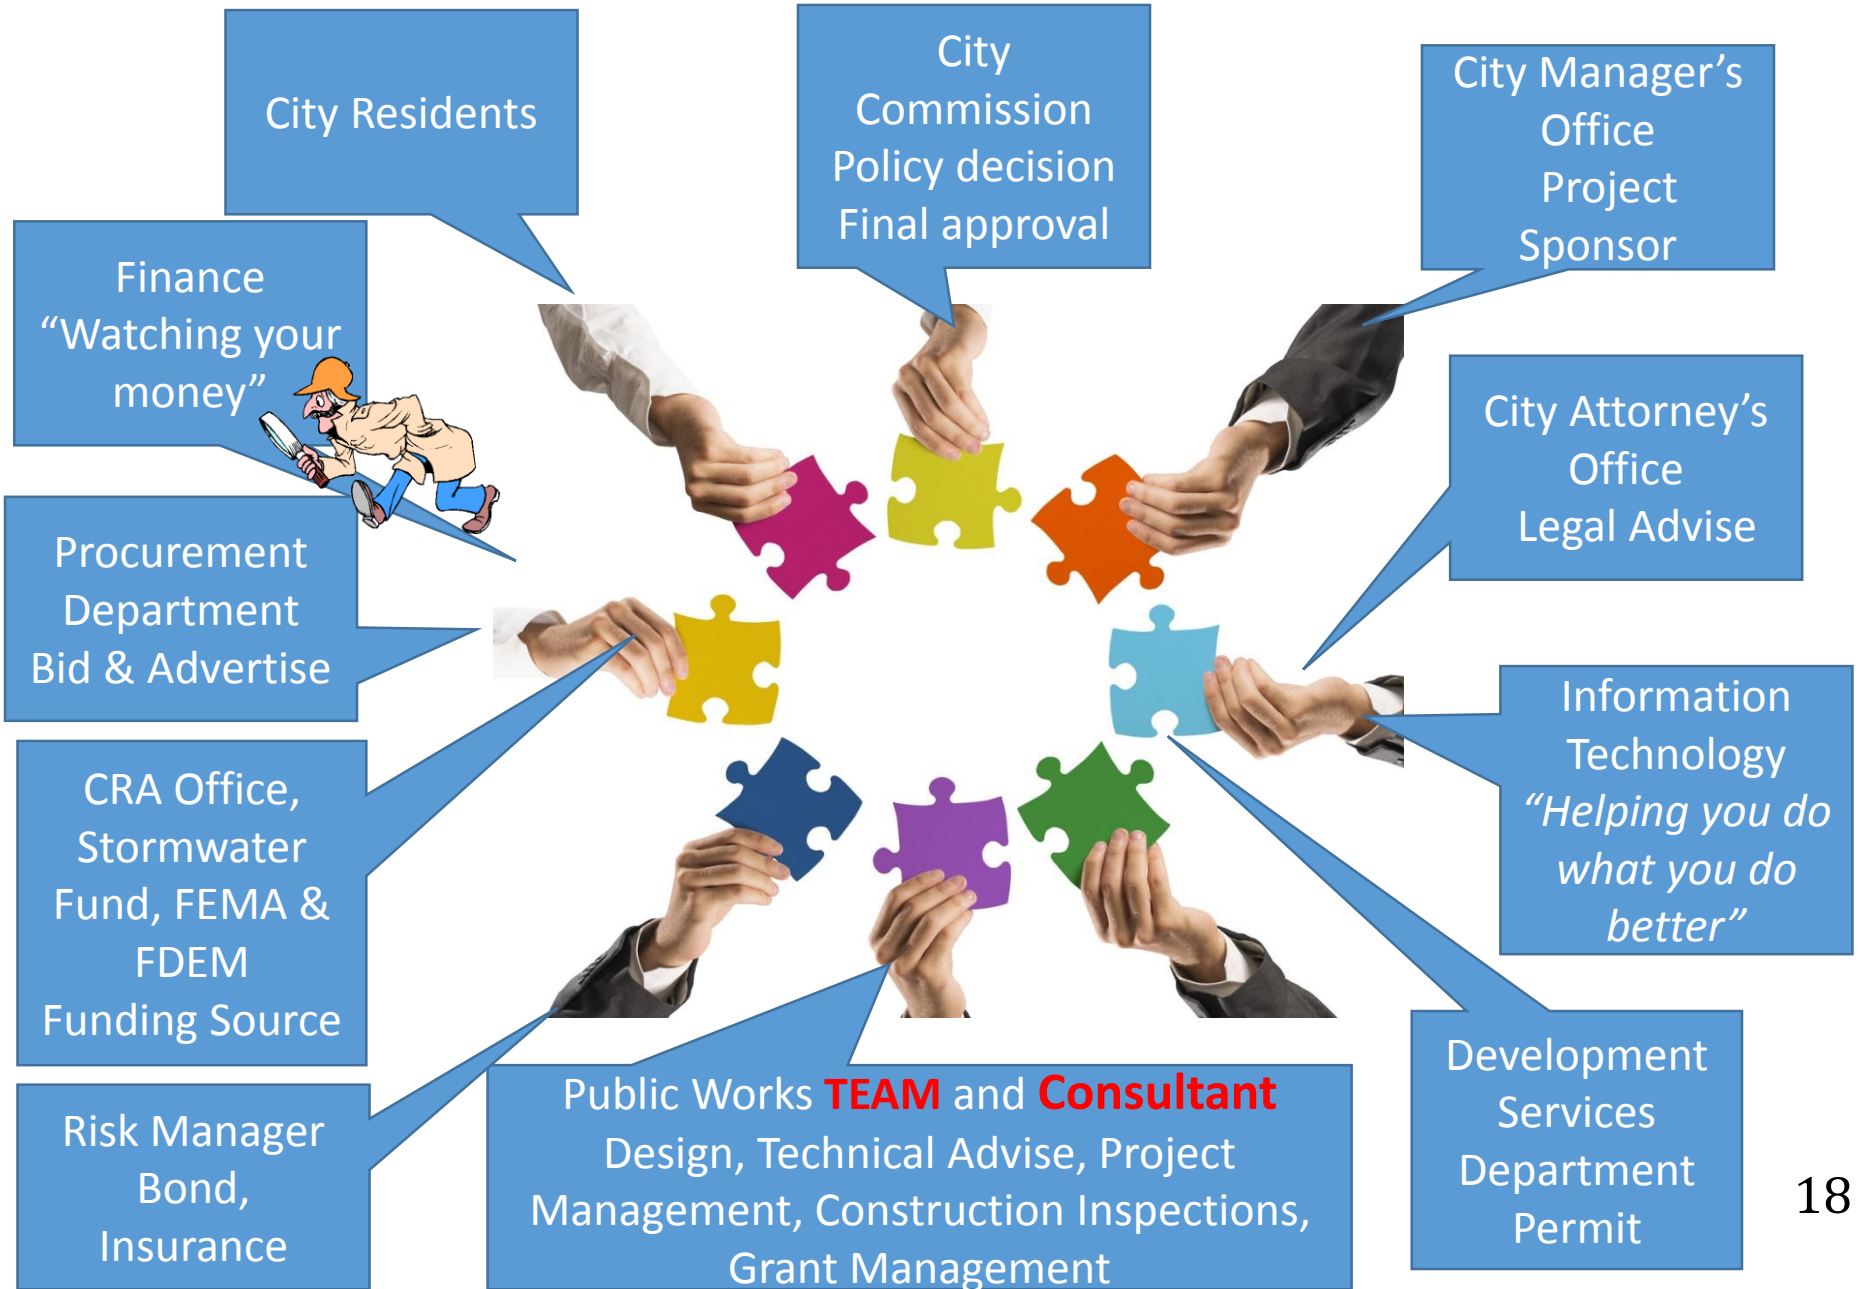 City Residents
City
Commission
Policy decision
Final approval
City Manager’s
Office
Project
Sponsor
Finance
“Watching your
money”
City Attorney’s
Office
Legal Advise
Procurement
Department
Bid & Advertise
Information
Technology
“Helping you do
what you do
better”
CRA Office,
Stormwater
Fund, FEMA &
FDEM
Funding Source
Risk Manager
Bond,
Insurance
Public Works TEAM and Consultant
Design, Technical Advise, Project
Management, Construction Inspections,
Grant Management
Development
Services
Department
Permit
18